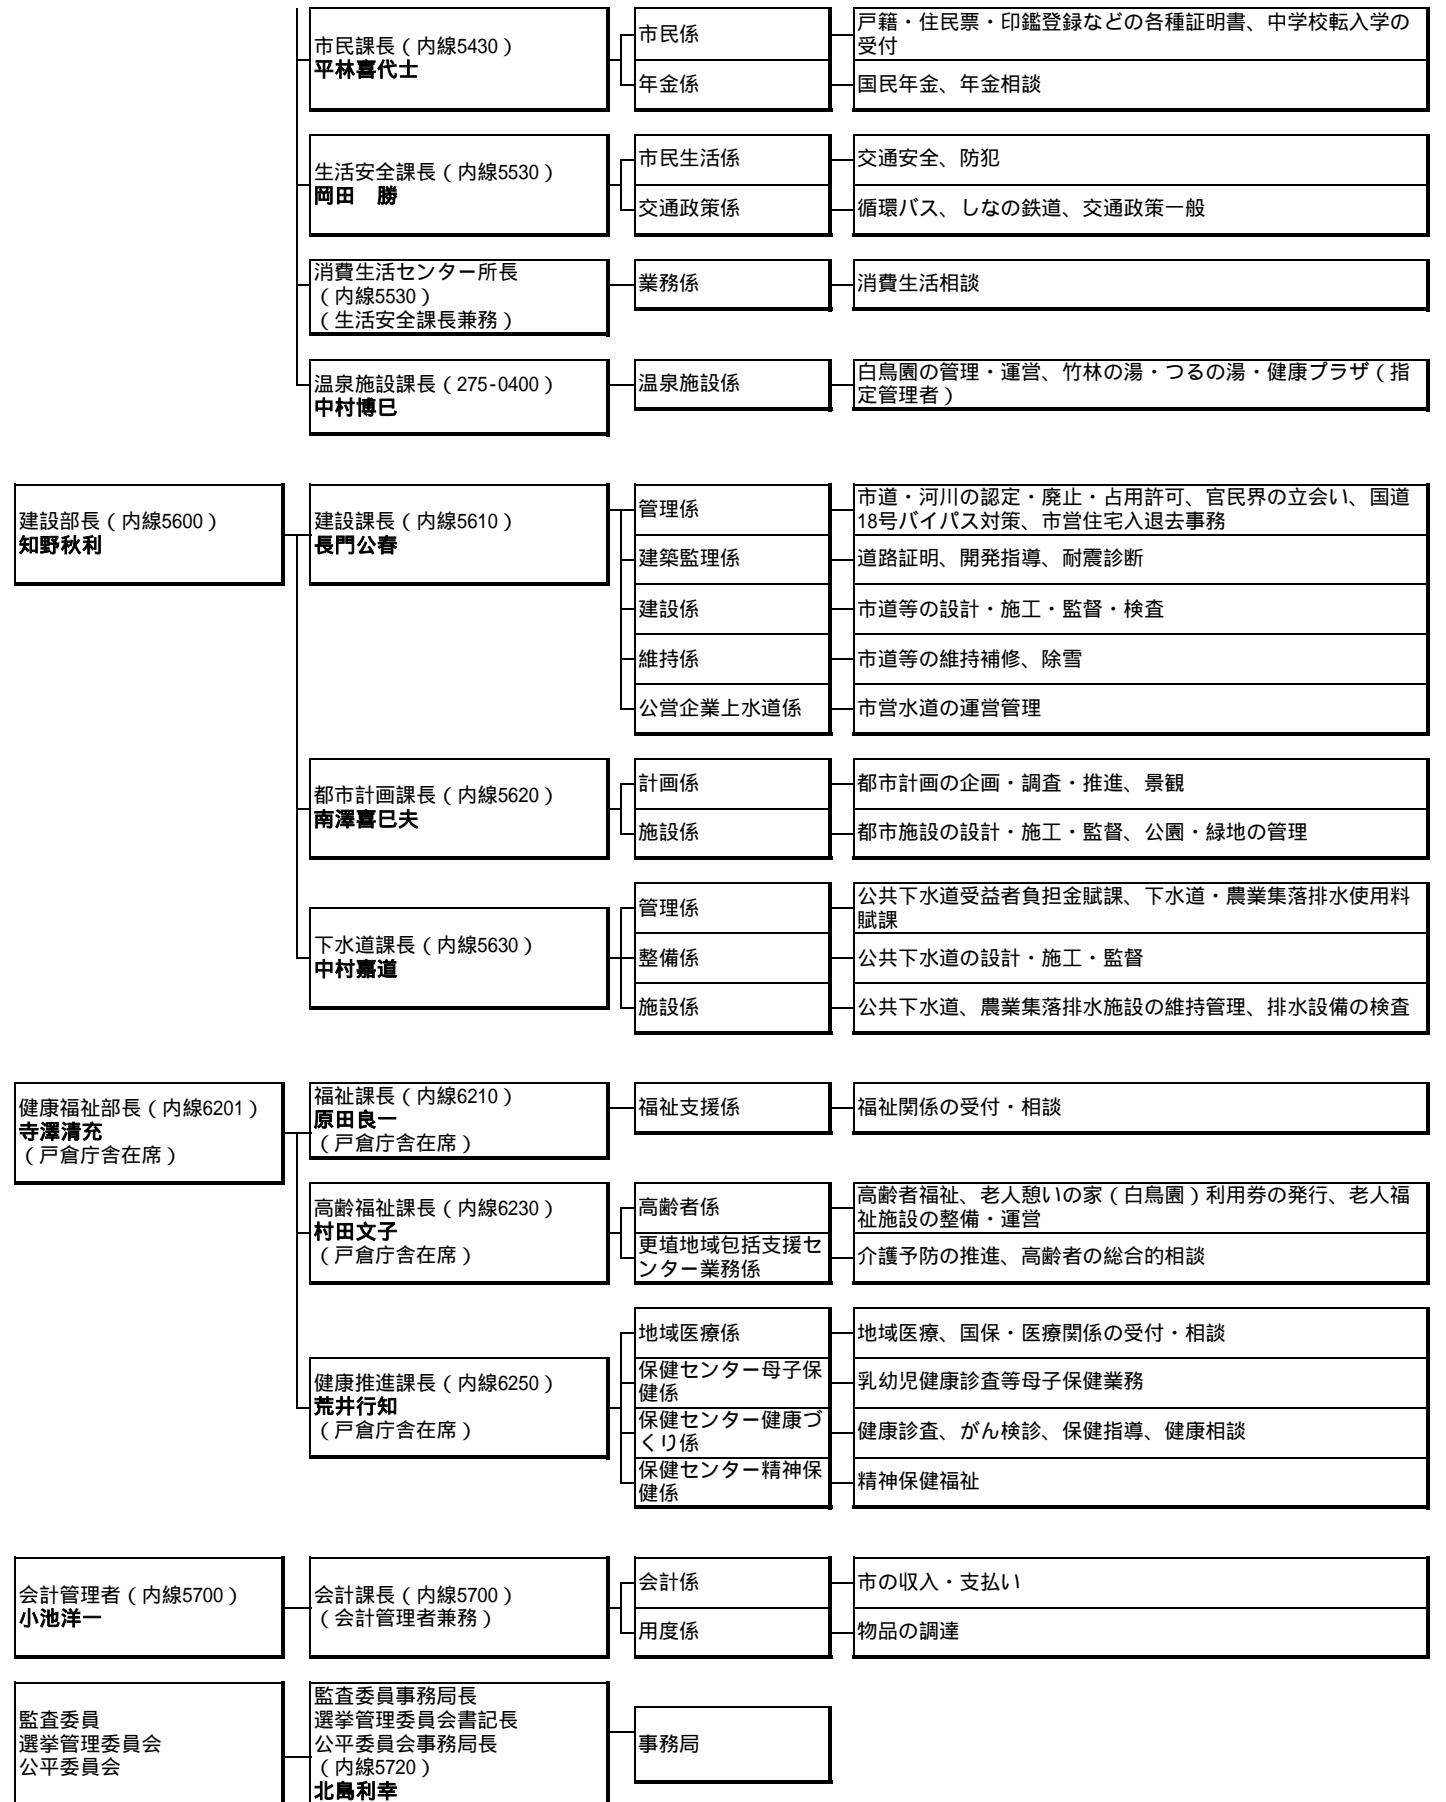 市民課長（内線5430）
平林喜代士
市民係
戸籍・住民票・印鑑登録などの各種証明書、中学校転入学の
受付
年金係
国民年金、年金相談
生活安全課長（内線5530）
岡田　勝
市民生活係
交通安全、防犯
交通政策係
循環バス、しなの鉄道、交通政策一般
消費生活センター所長
（内線5530）
（生活安全課長兼務）
業務係
消費生活相談
温泉施設課長（275-0400）
中村博巳
温泉施設係
白鳥園の管理・運営、竹林の湯・つるの湯・健康プラザ（指
定管理者）
建設部長（内線5600）
知野秋利
建設課長（内線5610）
長門公春
管理係
市道・河川の認定・廃止・占用許可、官民界の立会い、国道
18号バイパス対策、市営住宅入退去事務
建築監理係
道路証明、開発指導、耐震診断
建設係
市道等の設計・施工・監督・検査
維持係
市道等の維持補修、除雪
公営企業上水道係
市営水道の運営管理
都市計画課長（内線5620）
南澤喜巳夫
計画係
都市計画の企画・調査・推進、景観
施設係
都市施設の設計・施工・監督、公園・緑地の管理
下水道課長（内線5630）
中村嘉道
管理係
公共下水道受益者負担金賦課、下水道・農業集落排水使用料
賦課
整備係
公共下水道の設計・施工・監督
施設係
公共下水道、農業集落排水施設の維持管理、排水設備の検査
健康福祉部長（内線6201）
寺澤清充
（戸倉庁舎在席）
福祉課長（内線6210）
原田良一
（戸倉庁舎在席）
福祉支援係
福祉関係の受付・相談
高齢福祉課長（内線6230）
村田文子
（戸倉庁舎在席）
高齢者係
高齢者福祉、老人憩いの家（白鳥園）利用券の発行、老人福
祉施設の整備・運営
更埴地域包括支援セ
ンター業務係
介護予防の推進、高齢者の総合的相談
健康推進課長（内線6250）
荒井行知
（戸倉庁舎在席）
地域医療係
地域医療、国保・医療関係の受付・相談
保健センター母子保
健係
乳幼児健康診査等母子保健業務
保健センター健康づ
くり係
健康診査、がん検診、保健指導、健康相談
保健センター精神保
健係
精神保健福祉
会計管理者（内線5700）
小池洋一
会計課長（内線5700）
（会計管理者兼務）
会計係
市の収入・支払い
用度係
物品の調達
監査委員
選挙管理委員会
公平委員会
監査委員事務局長
選挙管理委員会書記長
公平委員会事務局長
（内線5720）
北島利幸
事務局